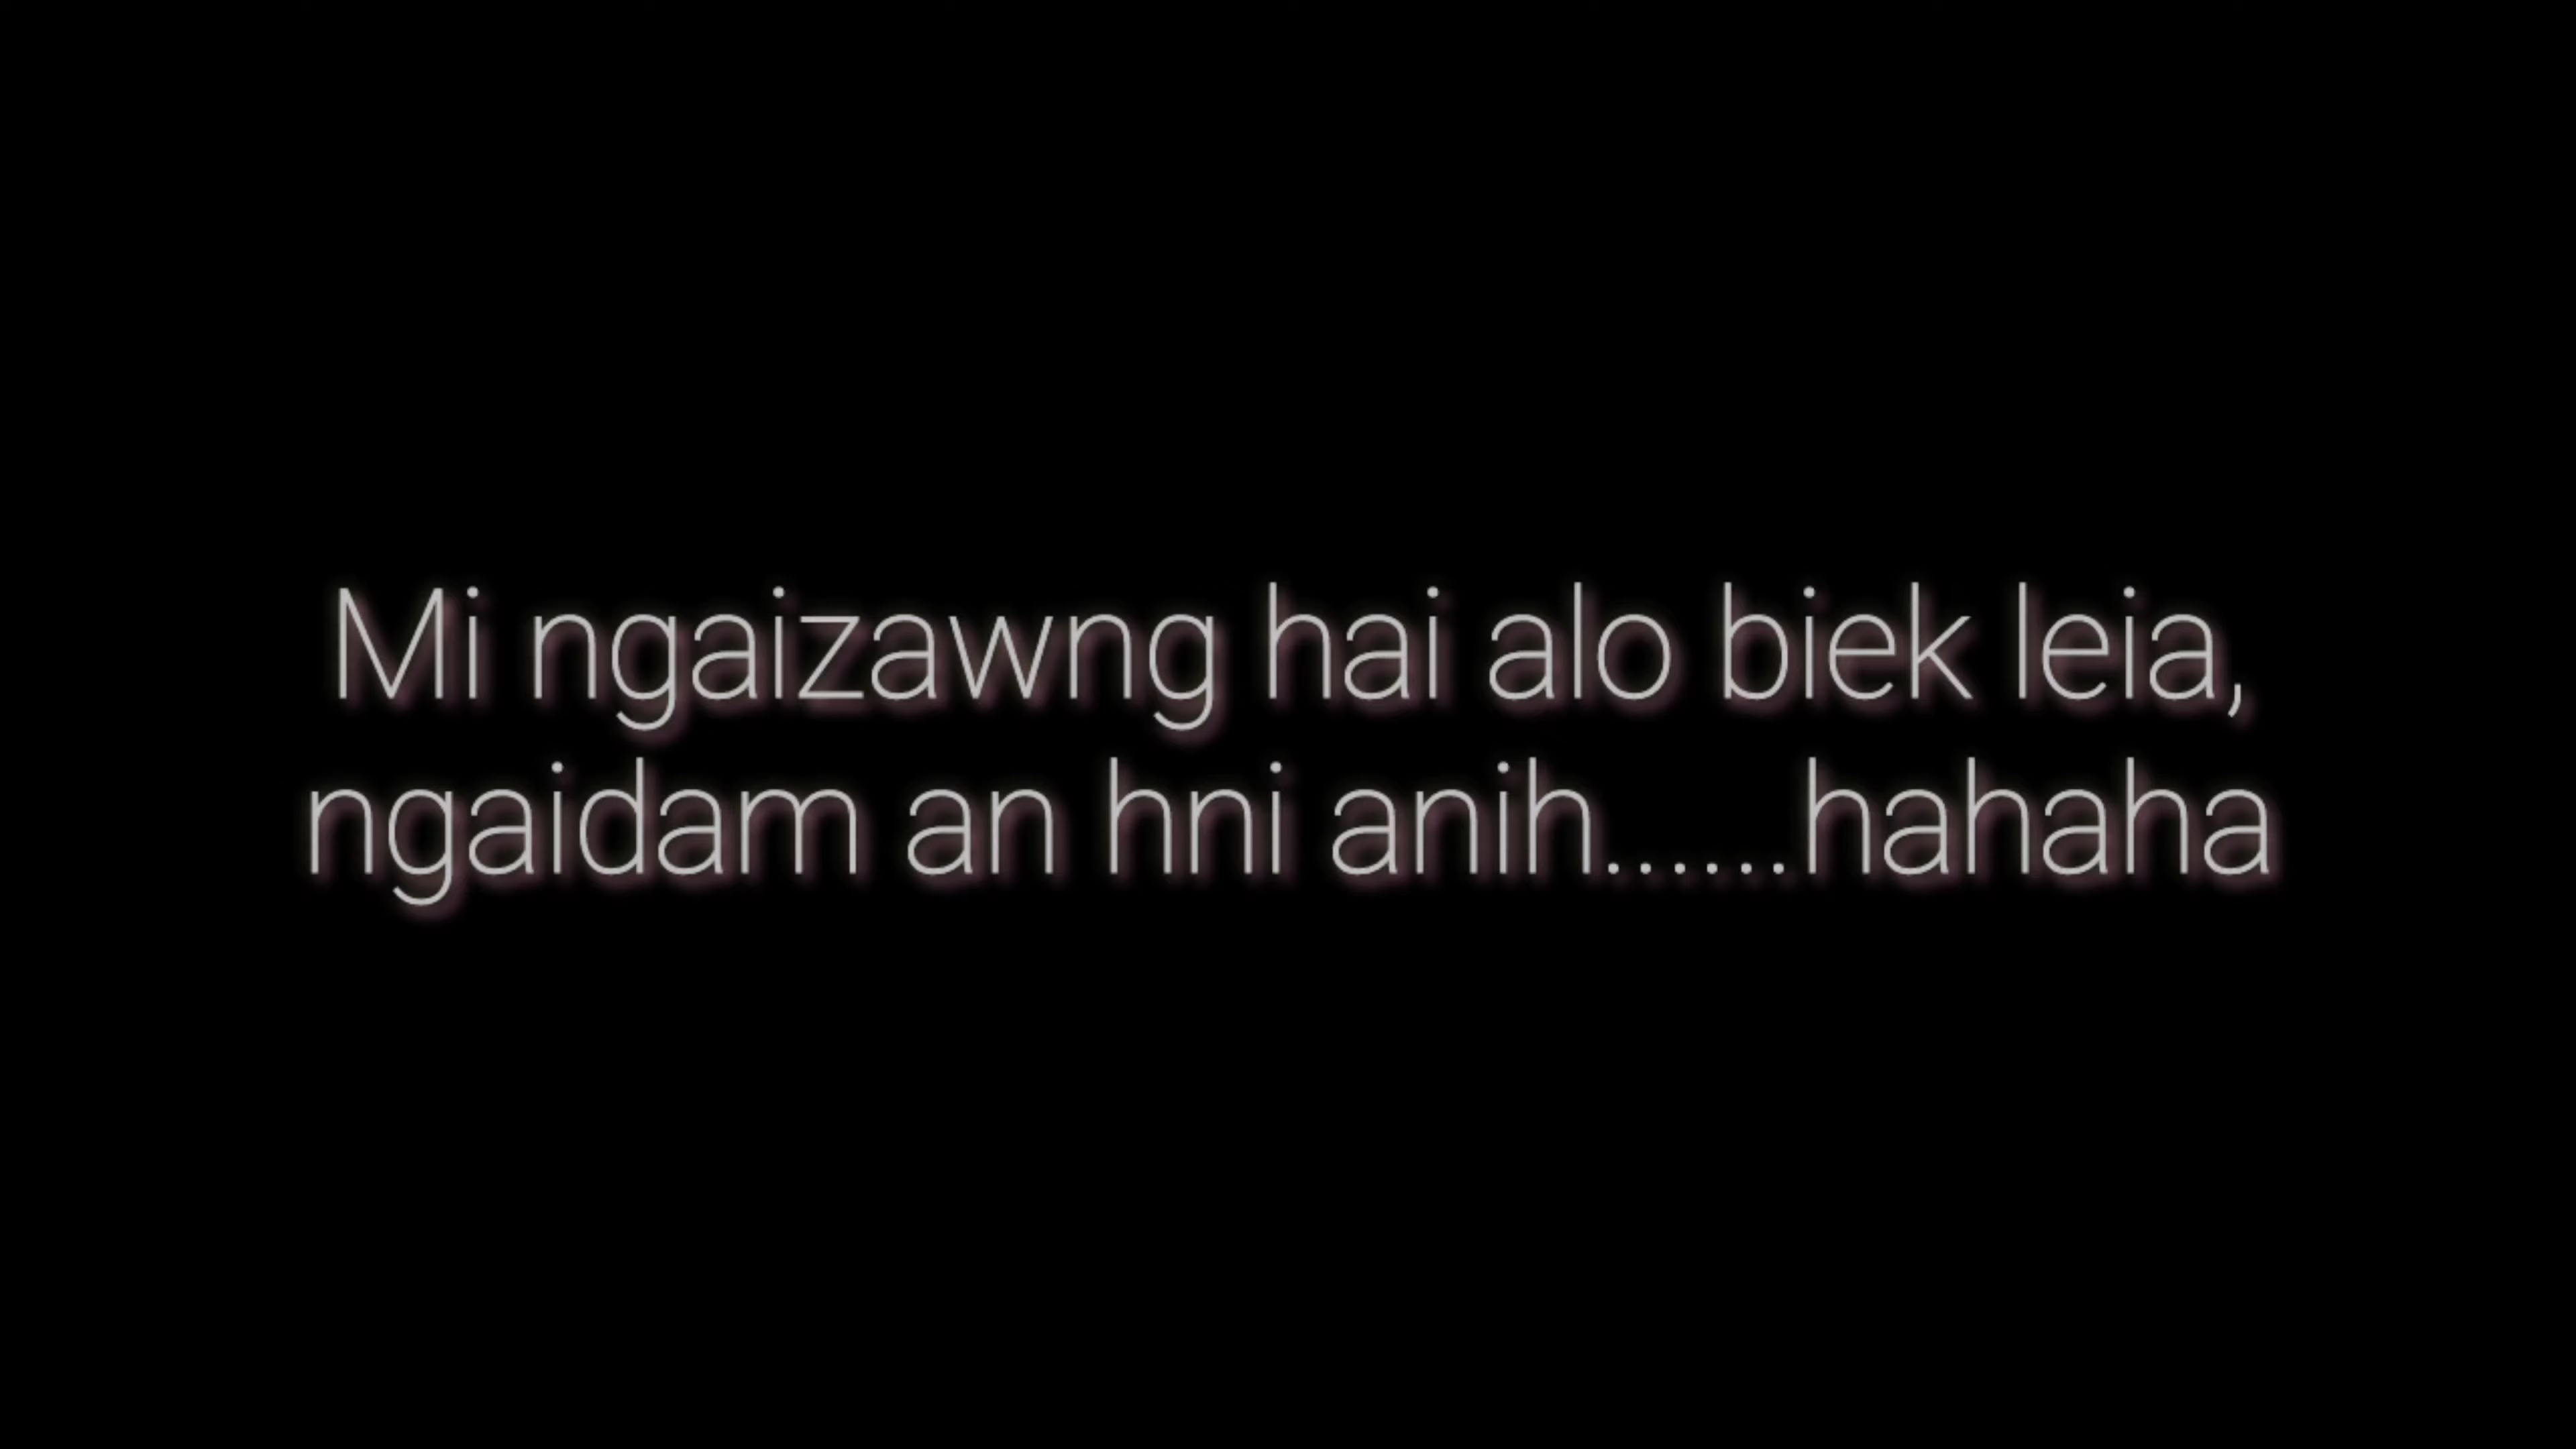 Mi ngaizawng hai alo biek leia,
ngaidam an hni anih......hahaha